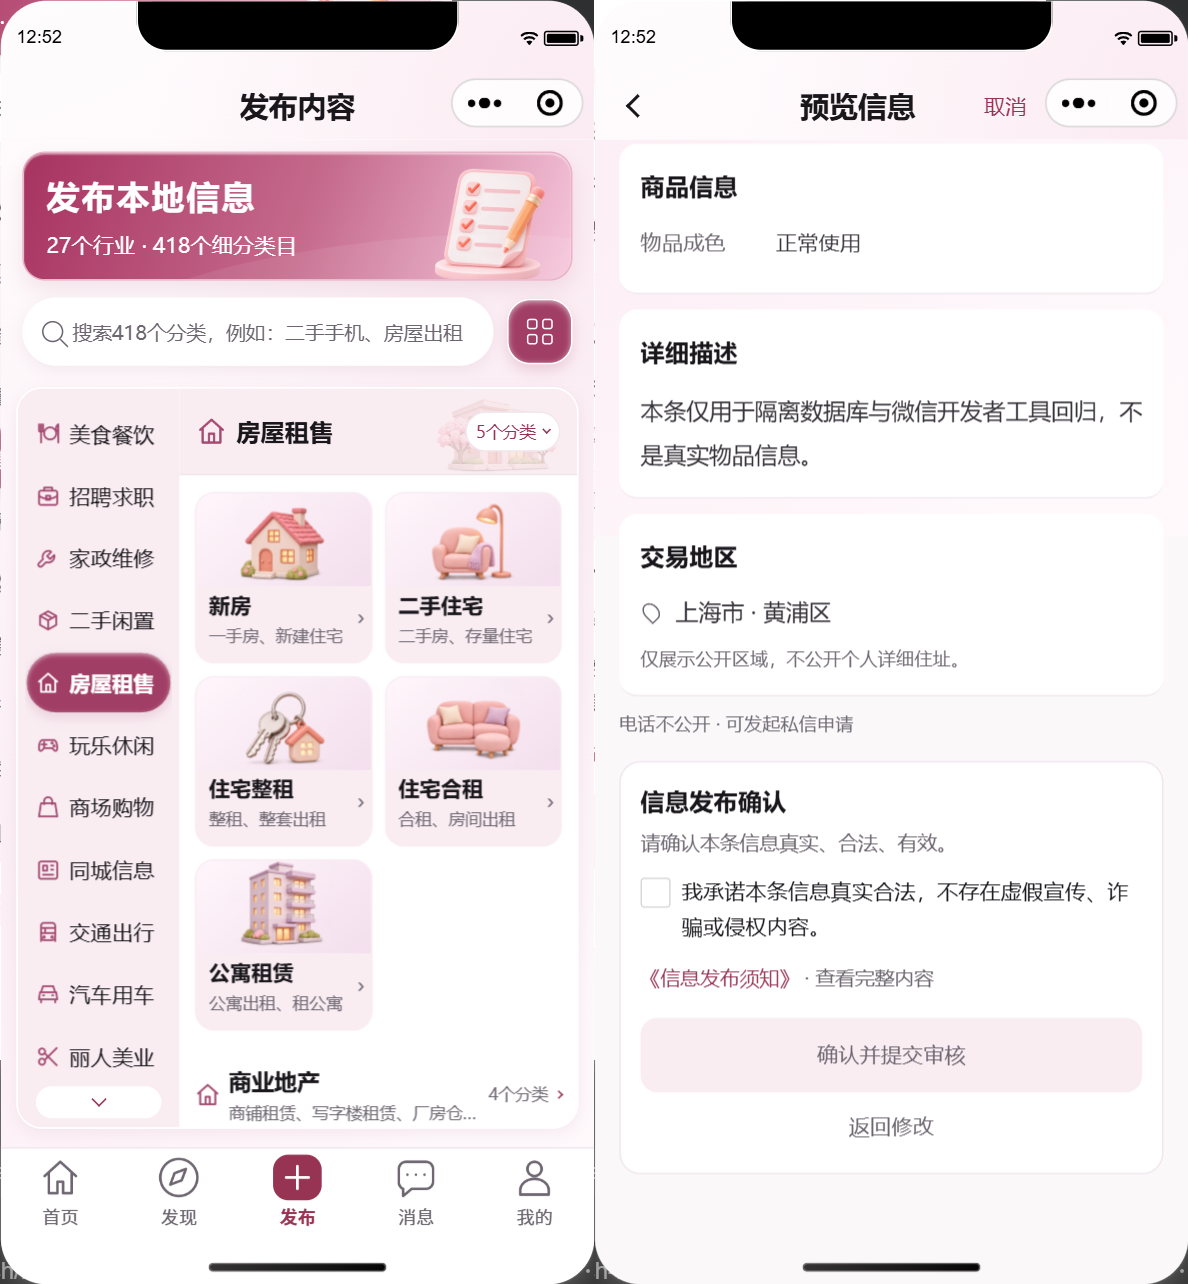 12:52
发布内容
发布本地信息
27个行业 · 418个细分类目
搜索418个分类，例如：二手手机、房屋出租
美食餐饮
招聘求职
家政维修
二手闲置
房屋租售
玩乐休闲
商场购物
同城信息
交通出行
汽车用车
丽人美业
房屋租售
5个分类
新房
一手房、新建住宅
二手住宅
二手房、存量住宅
住宅整租
整租、整套出租
住宅合租
合租、房间出租
公寓租赁
公寓出租、租公寓
商业地产
商铺租赁、写字楼租赁、厂房仓...
4个分类
首页
发现
发布
消息
我的
12:52
预览信息
取消
商品信息
物品成色 正常使用
详细描述
本条仅用于隔离数据库与微信开发者工具回归，不
是真实物品信息。
交易地区
上海市 · 黄浦区
仅展示公开区域，不公开个人详细住址。
电话不公开 · 可发起私信申请
信息发布确认
请确认本条信息真实、合法、有效。
我承诺本条信息真实合法，不存在虚假宣传、诈
骗或侵权内容。
《信息发布须知》 · 查看完整内容
确认并提交审核
返回修改